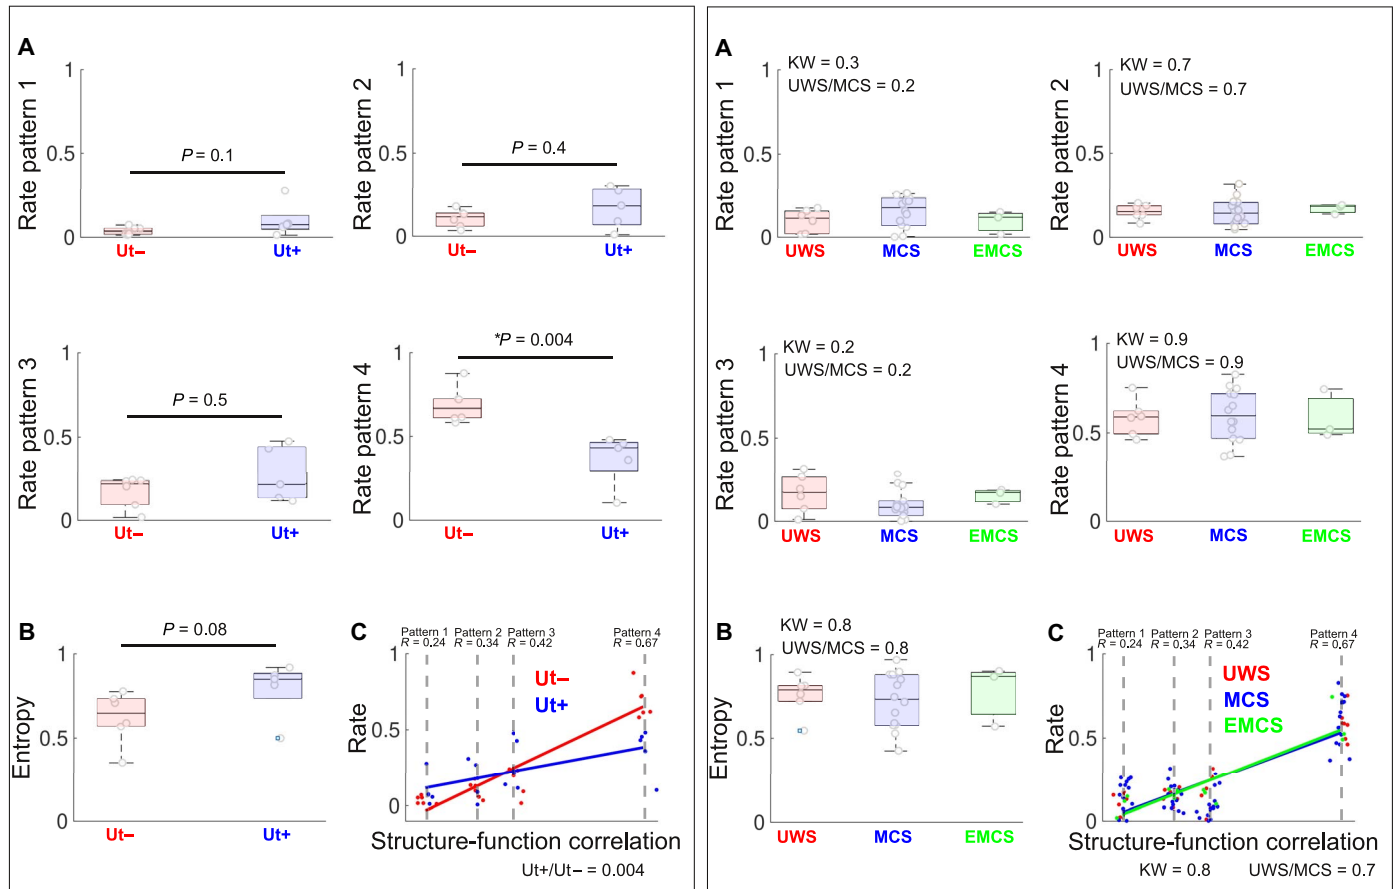 A
Rate pattern 1
1
0.5
0
P = 0.1
Ut−
Ut+
Rate pattern 2
1
0.5
0
P = 0.4
Ut−
Ut+
Rate pattern 3
1
0.5
0
P = 0.5
Ut−
Ut+
Rate pattern 4
1
0.5
0
*P = 0.004
Ut−
Ut+
B
Entropy
1
0.5
0
P = 0.08
Ut−
Ut+
C
Pattern 1
R = 0.24
Pattern 2
R = 0.34
Pattern 3
R = 0.42
Pattern 4
R = 0.67
Rate
1
0.5
0
Ut−
Ut+
Structure-function correlation
Ut+/Ut− = 0.004
A
Rate pattern 1
1
0.5
0
KW = 0.3
UWS/MCS = 0.2
UWS
MCS
EMCS
Rate pattern 2
1
0.5
0
KW = 0.7
UWS/MCS = 0.7
UWS
MCS
EMCS
Rate pattern 3
1
0.5
0
KW = 0.2
UWS/MCS = 0.2
UWS
MCS
EMCS
Rate pattern 4
1
0.5
0
KW = 0.9
UWS/MCS = 0.9
UWS
MCS
EMCS
B
Entropy
1
0.5
0
KW = 0.8
UWS/MCS = 0.8
UWS
MCS
EMCS
C
Pattern 1
R = 0.24
Pattern 2
R = 0.34
Pattern 3
R = 0.42
Pattern 4
R = 0.67
Rate
1
0.5
0
UWS
MCS
EMCS
Structure-function correlation
KW = 0.8
UWS/MCS = 0.7